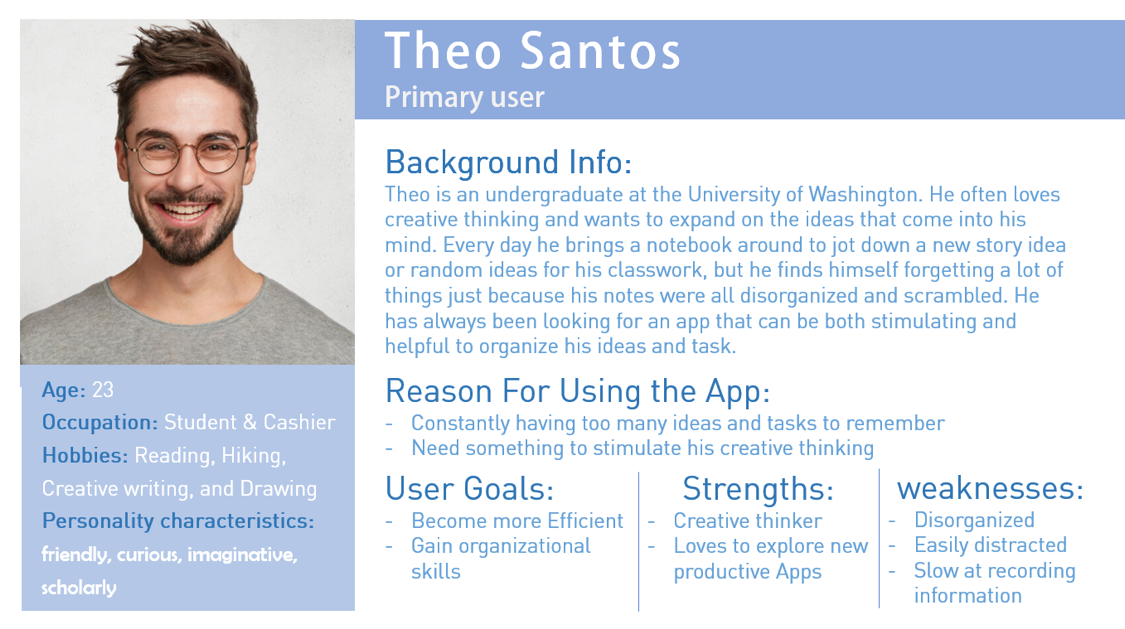 Theo Santos
Primary user
Background Info:
Theo is an undergraduate at the University of Washington. He often loves
creative thinking and wants to expand on the ideas that come into his
mind. Every day he brings a notebook around to jot down a new story idea
or random ideas for his classwork, but he finds himself forgetting a lot of
things just because his notes were all disorganized and scrambled. He
has always been looking for an app that can be both stimulating and
helpful to organize his ideas and task.
Age: 23
Occupation: Student & Cashier
Hobbies: Reading, Hiking,
Creative writing, and Drawing
Personality characteristics:
friendly, curious, imaginative,
scholarly
Reason For Using the App:
- Constantly having too many ideas and tasks to remember
- Need something to stimulate his creative thinking
User Goals:
- Become more Efficient
- Gain organizational
skills
Strengths:
- Creative thinker
- Loves to explore new
productive Apps
weaknesses:
- Disorganized
- Easily distracted
- Slow at recording
information